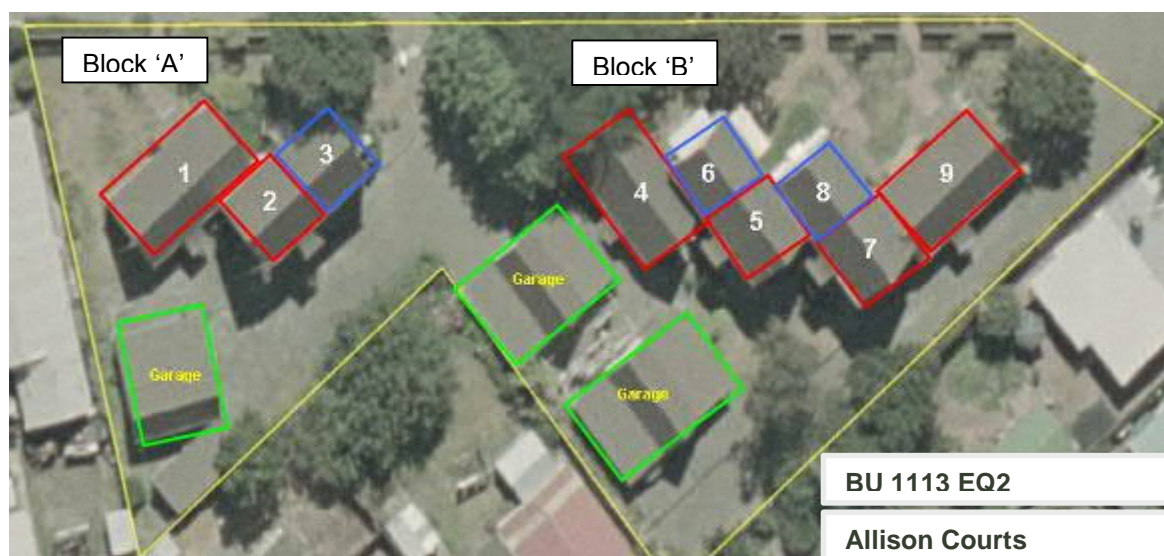 Block ‘A’
Block ‘B’
1
2
3
4
5
6
7
8
9
Garage
Garage
Garage
BU 1113 EQ2
Allison Courts